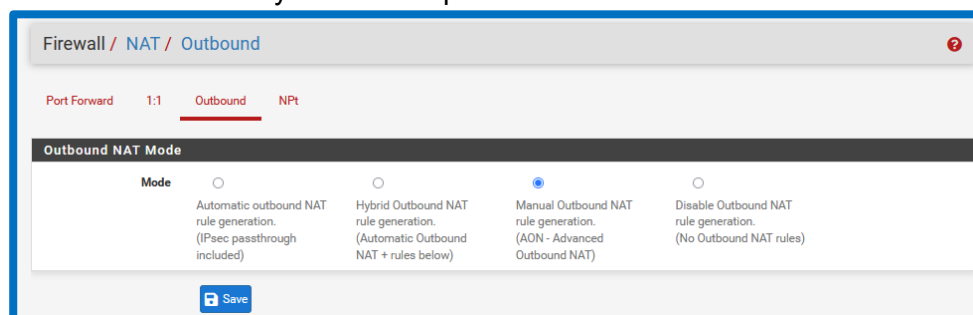 Firewall / NAT / Outbound
Port Forward 1:1 Outbound NPt
Outbound NAT Mode
Mode
Automatic outbound NAT
rule generation.
(IPsec passthrough
included)
Hybrid Outbound NAT
rule generation.
(Automatic Outbound
NAT + rules below)
Manual Outbound NAT
rule generation.
(AON - Advanced
Outbound NAT)
Disable Outbound NAT
rule generation.
(No Outbound NAT rules)
Save